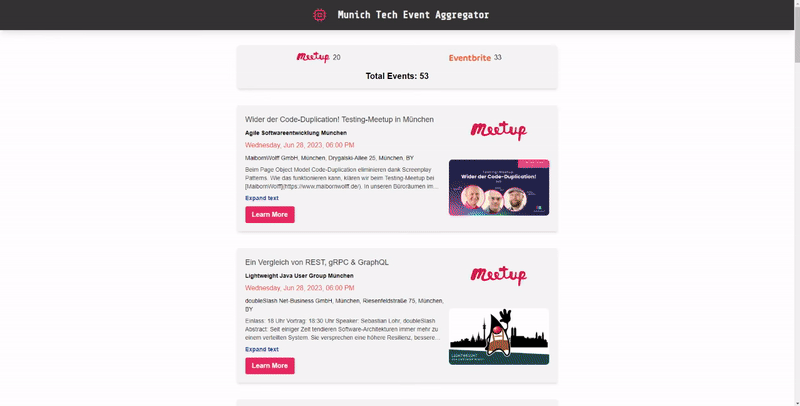 Munich Tech Event Aggregator
Meetup 20
Eventbrite 33
Total Events: 53
Wider der Code-Duplication! Testing-Meetup in München
Agile Softwareentwicklung München
Wednesday, Jun 28, 2023, 06:00 PM
MaibornWolff GmbH, München, Drygalski-Allee 25, München, BY
Beim Page Object Model Code-Duplication eliminieren dank Screenplay
Patterns. Wie das funktionieren kann, klären wir beim Testing-Meetup bei
[MaibornWolff](https://www.maibornwolff.de/). In unseren Büroräumen im...
Expand text
Learn More
Meetup
Testing-Meetup
Wider der Code-Duplication!
Ein Vergleich von REST, gRPC & GraphQL
Lightweight Java User Group München
Wednesday, Jun 28, 2023, 06:00 PM
doubleSlash Net-Business GmbH, München, Riesenfeldstraße 75, München,
BY
Einlass: 18 Uhr Vortrag: 18:30 Uhr Speaker: Sebastian Lohr, doubleSlash
Abstract: Seit einiger Zeit tendieren Software-Architekturen immer mehr zu
einem verteilten System. Sie versprechen eine höhere Resilienz, bessere...
Expand text
Learn More
Meetup
LIGHTWEIGHT